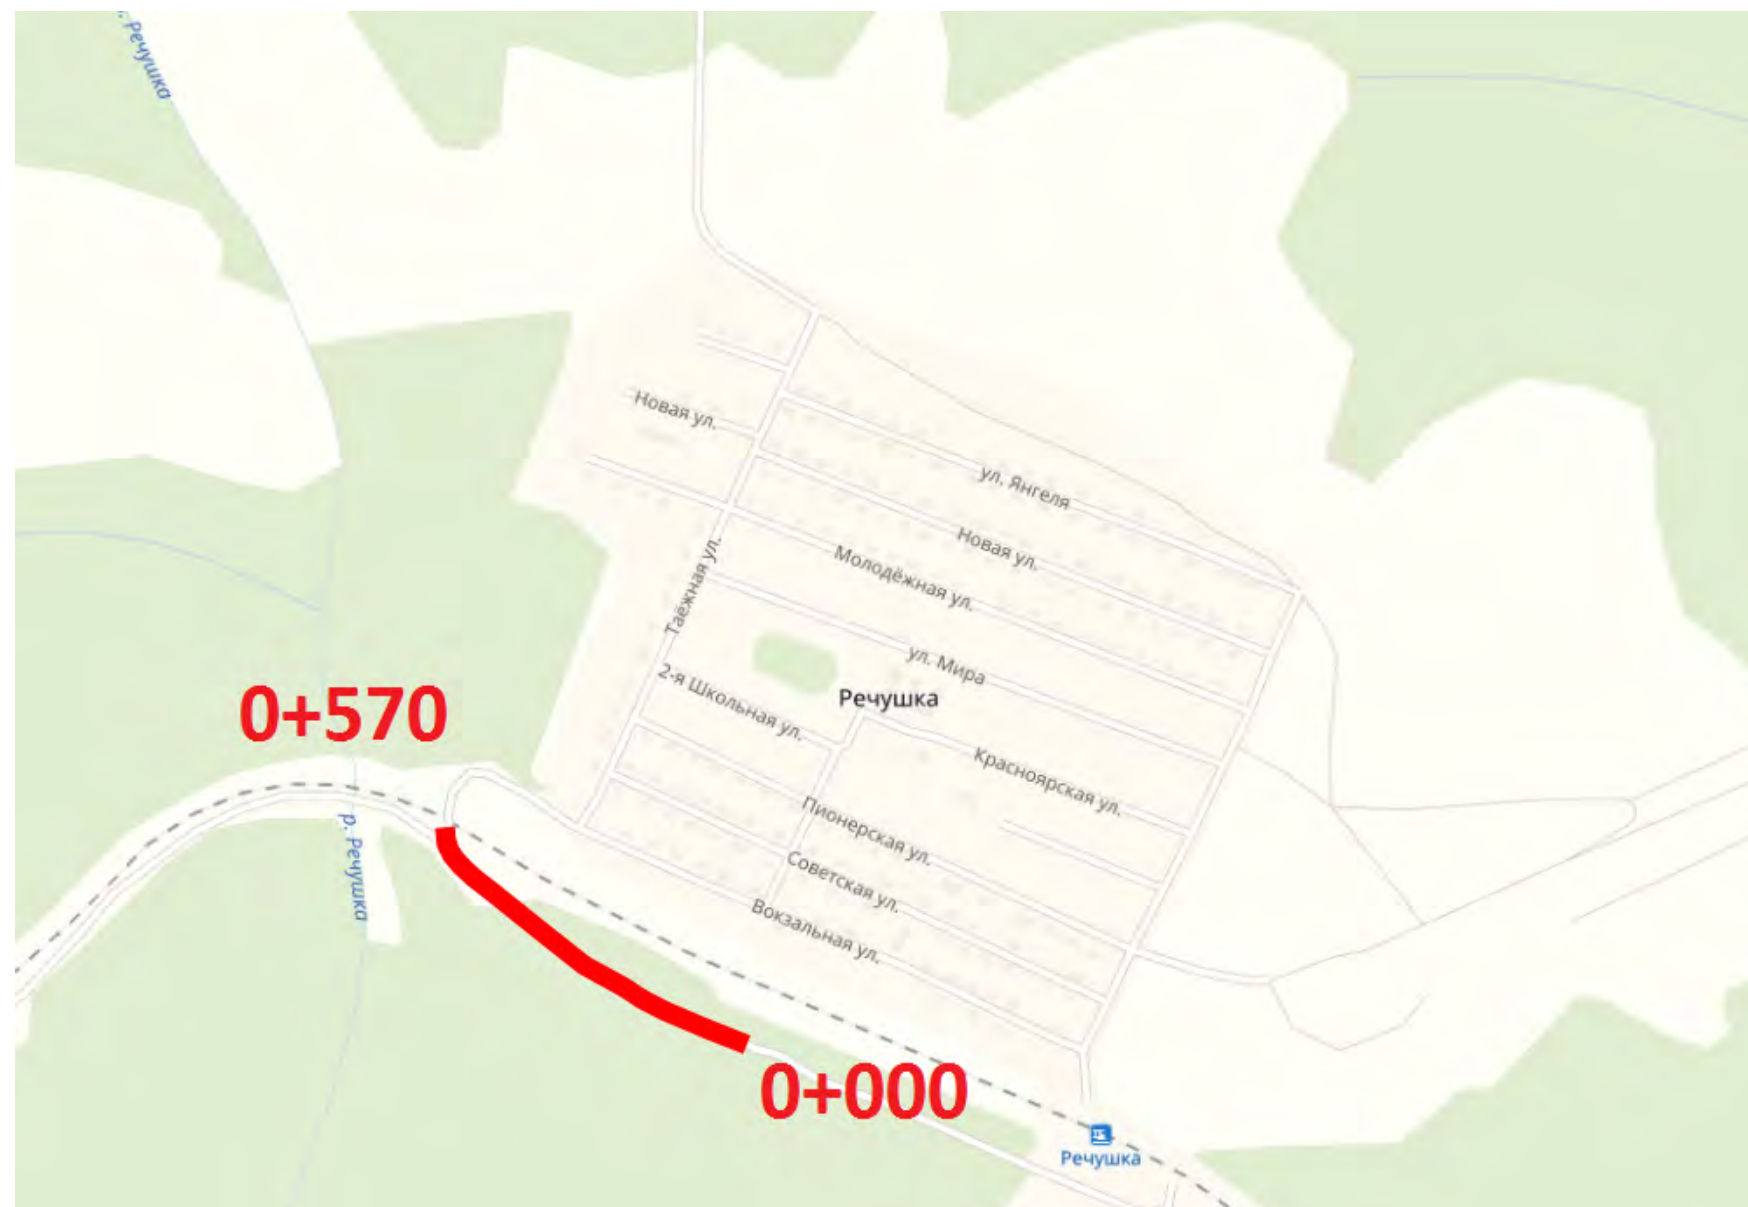 р. Речушка
Новая ул.
ул. Янгеля
Новая ул.
Молодёжная ул.
Таёжная ул.
ул. Мира
2-я Школьная ул.
Речушка
0+570
Красноярская ул.
Пионерская ул.
р. Речушка
Советская ул.
Вокзальная ул.
0+000
Речушка